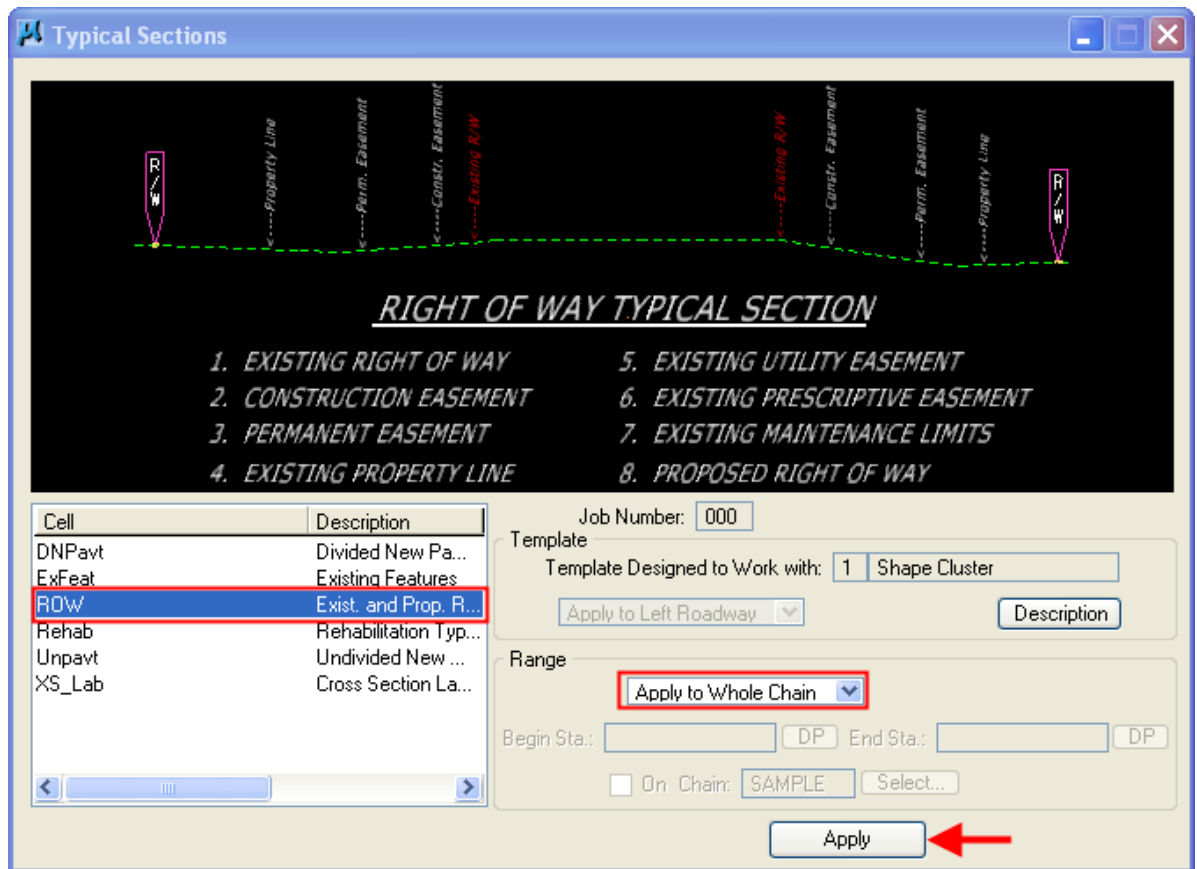 Typical Sections
R/W
<----Property Line
<----Perm. Easement
<----Constr. Easement
<----Existing R/W
<----Existing R/W
<----Constr. Easement
<----Perm. Easement
<----Property Line
R/W
RIGHT OF WAY TYPICAL SECTION
1. EXISTING RIGHT OF WAY
2. CONSTRUCTION EASEMENT
3. PERMANENT EASEMENT
4. EXISTING PROPERTY LINE
5. EXISTING UTILITY EASEMENT
6. EXISTING PRESCRIPTIVE EASEMENT
7. EXISTING MAINTENANCE LIMITS
8. PROPOSED RIGHT OF WAY
Cell Description
DNPavt Divided New Pa...
ExFeat Existing Features
ROW Exist. and Prop. R...
Rehab Rehabilitation Typ...
Unpavt Undivided New ...
XS_Lab Cross Section La...
Job Number: 000
Template
Template Designed to Work with: 1 Shape Cluster
Apply to Left Roadway
Description
Range
Apply to Whole Chain
Begin Sta.: DP End Sta.: DP
On Chain: SAMPLE Select...
Apply